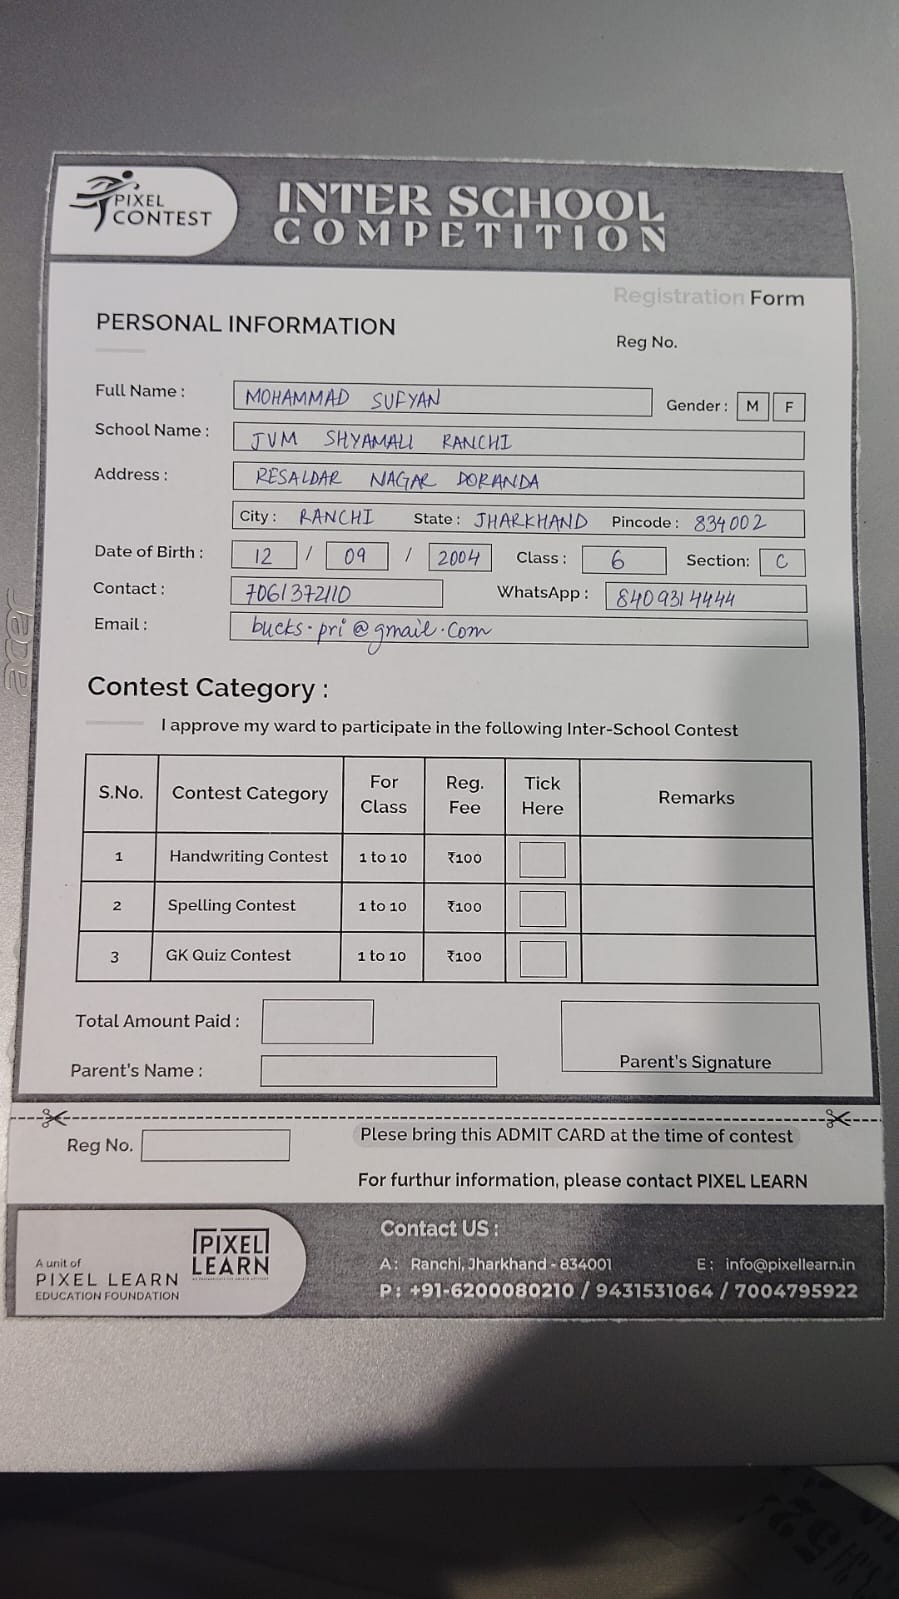 PIXEL
CONTEST
INTER SCHOOL
COMPETITION
Registration Form
PERSONAL INFORMATION
Reg No.
Full Name : MOHAMMAD SUFYAN Gender : M F
School Name : JVM SHYAMALI RANCHI
Address : RESALDAR NAGAR DORANDA
City : RANCHI State : JHARKHAND Pincode : 834002
Date of Birth : 12 / 09 / 2004 Class : 6 Section: C
Contact : 7061372110 WhatsApp : 8409314444
Email : bucks.pri@gmail.com
Contest Category :
I approve my ward to participate in the following Inter-School Contest
S.No. Contest Category For Class Reg. Fee Tick Here Remarks
1 Handwriting Contest 1 to 10 ₹100
2 Spelling Contest 1 to 10 ₹100
3 GK Quiz Contest 1 to 10 ₹100
Total Amount Paid :
Parent's Signature
Parent's Name :
Reg No. Plese bring this ADMIT CARD at the time of contest
For furthur information, please contact PIXEL LEARN
A unit of
PIXEL LEARN
EDUCATION FOUNDATION
PIXEL
LEARN
Contact US :
A : Ranchi, Jharkhand - 834001 E : info@pixellearn.in
P : +91-6200080210 / 9431531064 / 7004795922